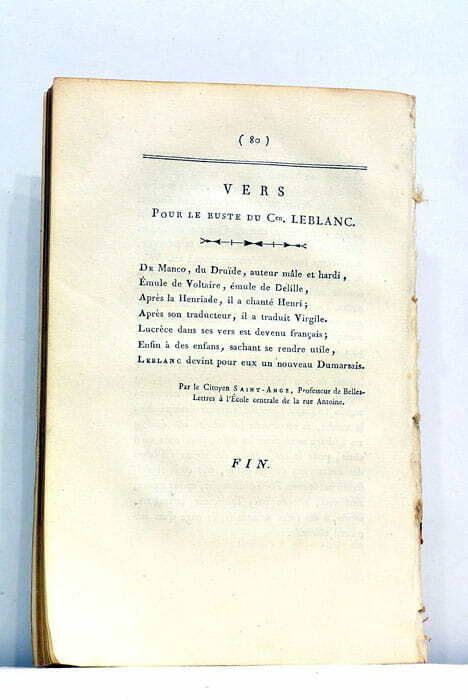 ( 80 )
VERS
POUR LE BUSTE DU Cen. LEBLANC.
DE Manco, du Druïde, auteur mâle et hardi,
Émule de Voltaire, émule de Delille,
Après la Henriade, il a chanté Henri;
Après son traducteur, il a traduit Virgile.
Lucrèce dans ses vers est devenu français;
Enfin à des enfans, sachant se rendre utile,
LEBLANC devint pour eux un nouveau Dumarsais.
Par le Citoyen SAINT-ANGE, Professeur de Belles-
Lettres à l'École centrale de la rue Antoine.
FIN.